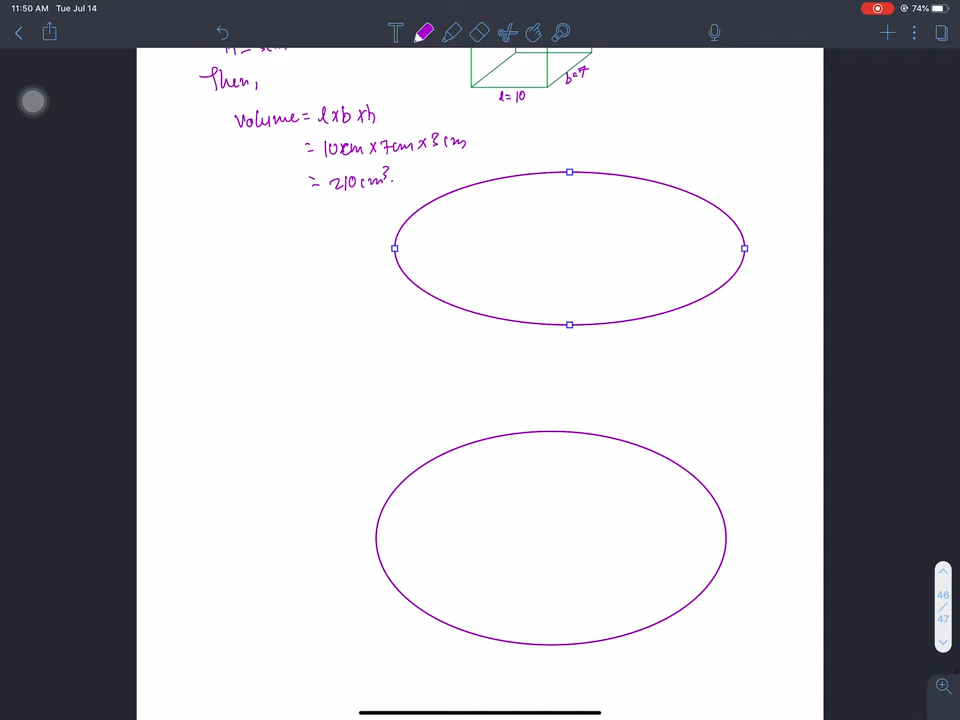 11:50 AM Tue Jul 14
74%
Then,
l = 10
b = 7
Volume = l x b x h
= 10cm x 7cm x 3cm
= 210cm³.
46
/
47